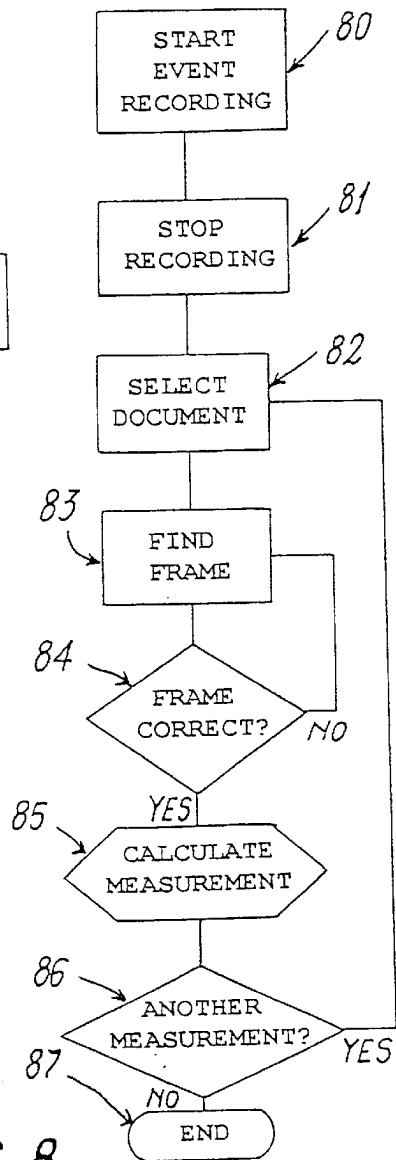 START
EVENT
RECORDING
80
STOP
RECORDING
81
SELECT
DOCUMENT
82
83
FIND
FRAME
84
FRAME
CORRECT?
NO
YES
85
CALCULATE
MEASUREMENT
86
ANOTHER
MEASUREMENT?
YES
87
NO
END
8